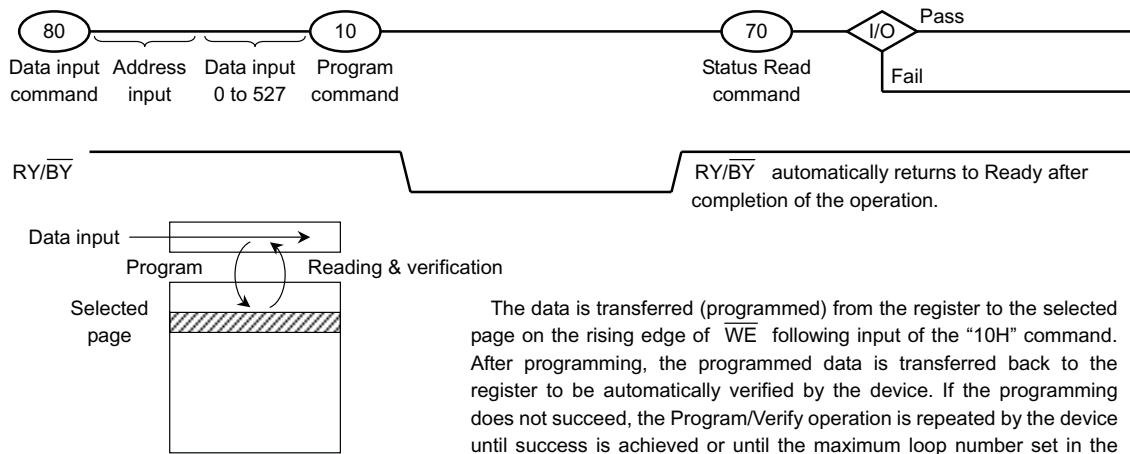 80 10 70 I/O Pass
Data input Address Data input Program Status Read
command input 0 to 527 command command Fail
RY/BY
RY/BY automatically returns to Ready after
completion of the operation.
Data input
Program Reading & verification
Selected
page
The data is transferred (programmed) from the register to the selected
page on the rising edge of WE following input of the “10H” command.
After programming, the programmed data is transferred back to the
register to be automatically verified by the device. If the programming
does not succeed, the Program/Verify operation is repeated by the device
until success is achieved or until the maximum loop number set in the